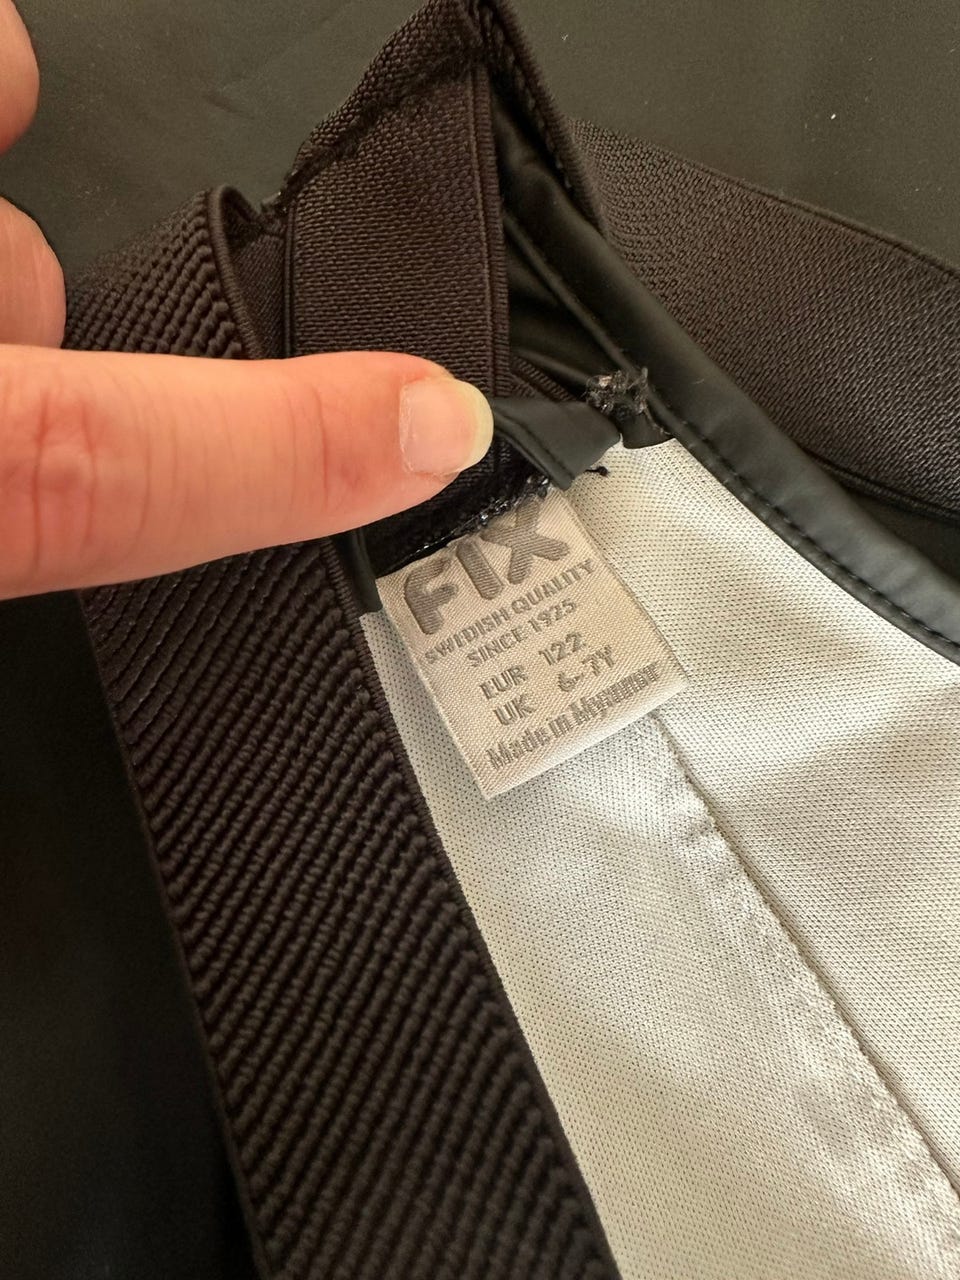 FIX
SWEDISH QUALITY
SINCE 1925
EUR 122
UK 6-7Y
Made in Myanmar